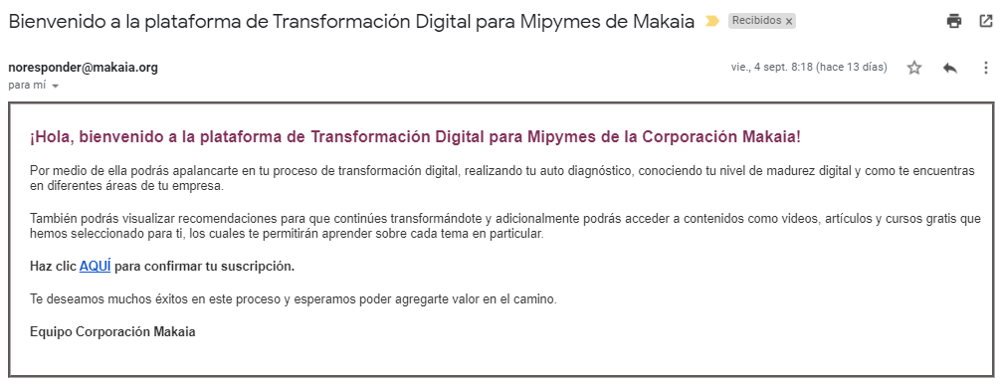 Bienvenido a la plataforma de Transformación Digital para Mipymes de Makaia
Recibidos x
noresponder@makaia.org
vie., 4 sept. 8:18 (hace 13 días)
para mí
¡Hola, bienvenido a la plataforma de Transformación Digital para Mipymes de la Corporación Makaia!
Por medio de ella podrás apalancarte en tu proceso de transformación digital, realizando tu auto diagnóstico, conociendo tu nivel de madurez digital y como te encuentras
en diferentes áreas de tu empresa.
También podrás visualizar recomendaciones para que continúes transformándote y adicionalmente podrás acceder a contenidos como videos, artículos y cursos gratis que
hemos seleccionado para ti, los cuales te permitirán aprender sobre cada tema en particular.
Haz clic AQUÍ para confirmar tu suscripción.
Te deseamos muchos éxitos en este proceso y esperamos poder agregarte valor en el camino.
Equipo Corporación Makaia